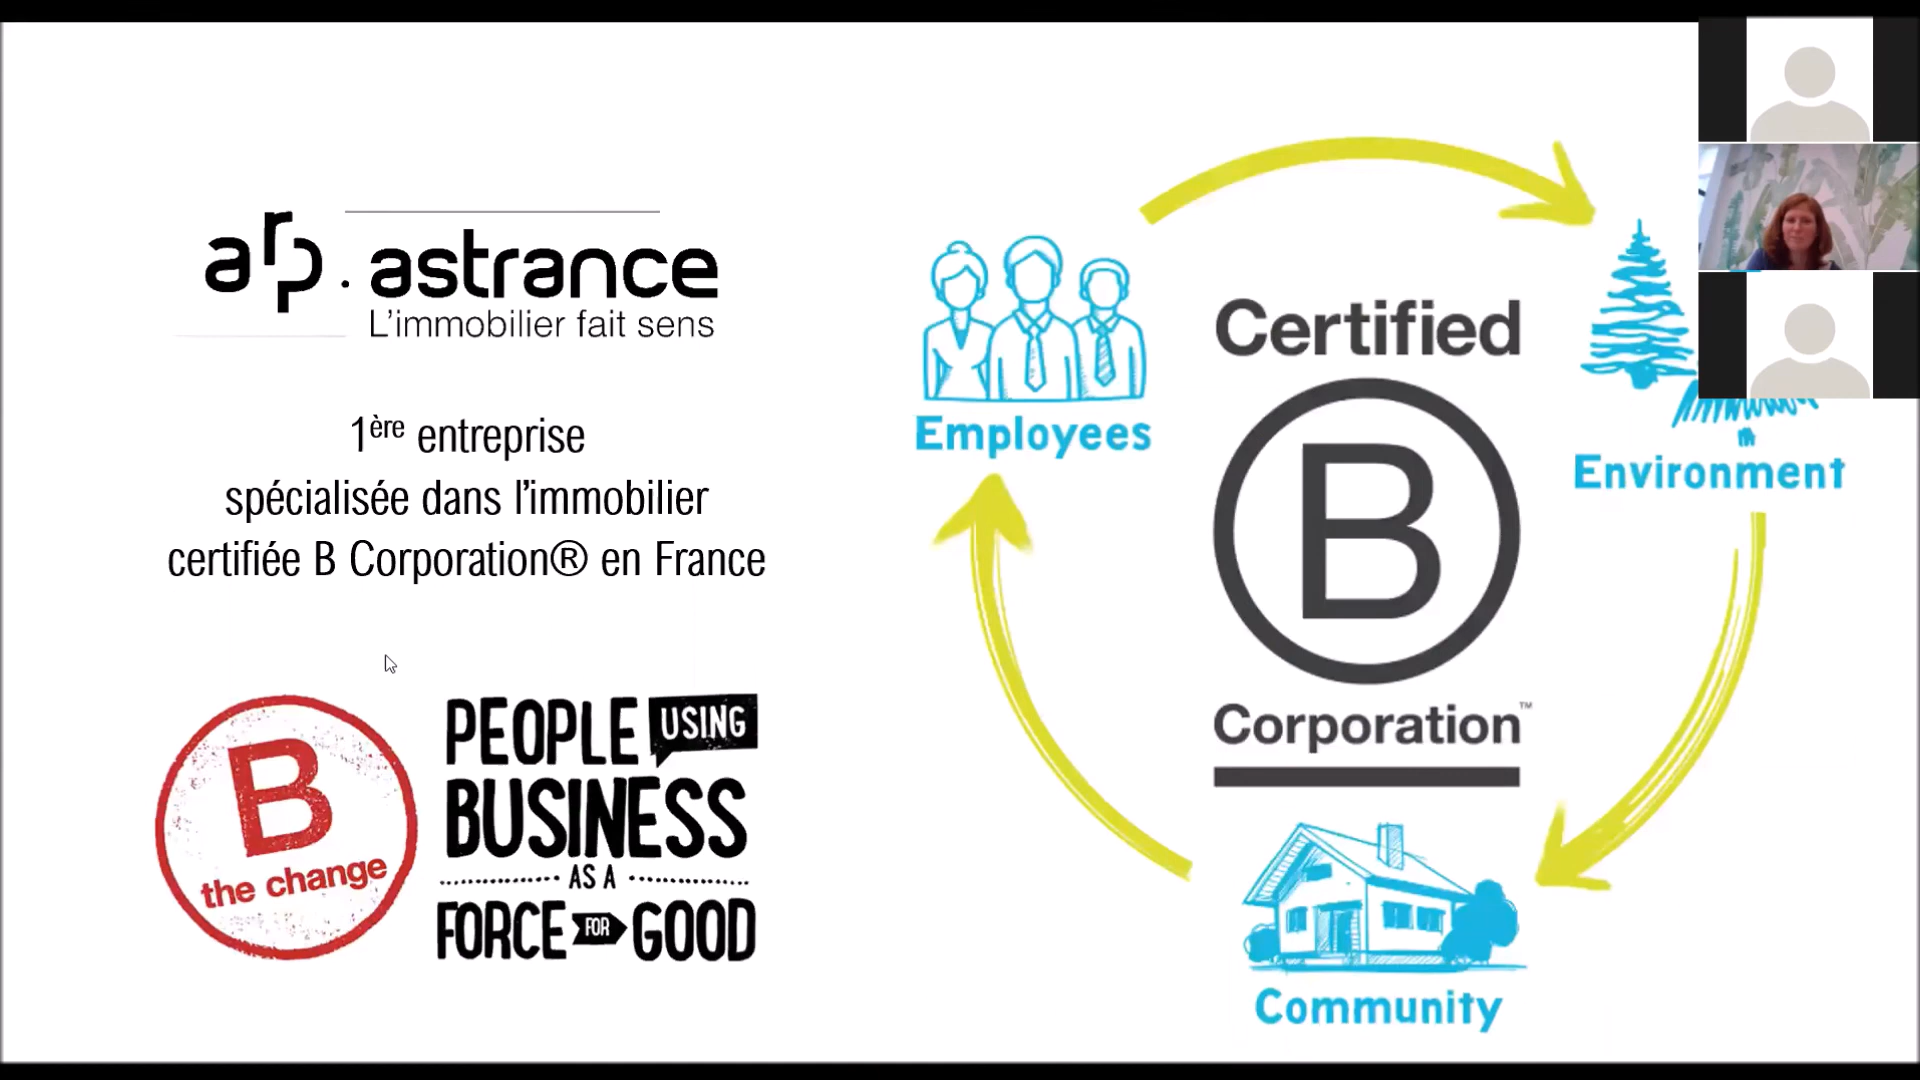 arp.astrance
L'immobilier fait sens
1ère entreprise
spécialisée dans l'immobilier
certifiée B Corporation® en France
B
the change
PEOPLE USING
BUSINESS
AS A
FORCE FOR GOOD
Employees
Environment
Certified
B
Corporation™
Community